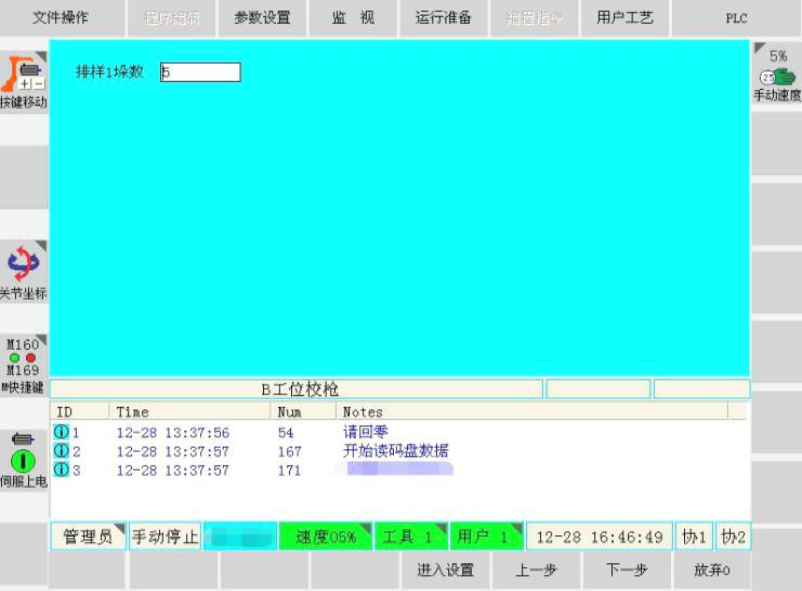 文件操作 程序编辑 参数设置 监 视 运行准备 编程指令 用户工艺 PLC
排样1垛数 5
5%
25
手动速度
+ -
按键移动
关节坐标
M160
M169
M快捷键
伺服上电
B工位校枪
ID Time Num Notes
1 12-28 13:37:56 54 请回零
2 12-28 13:37:57 167 开始读码盘数据
3 12-28 13:37:57 171
管理员 手动停止 速度05% 工具 1 用户 1 12-28 16:46:49 协1 协2
进入设置 上一步 下一步 放弃0